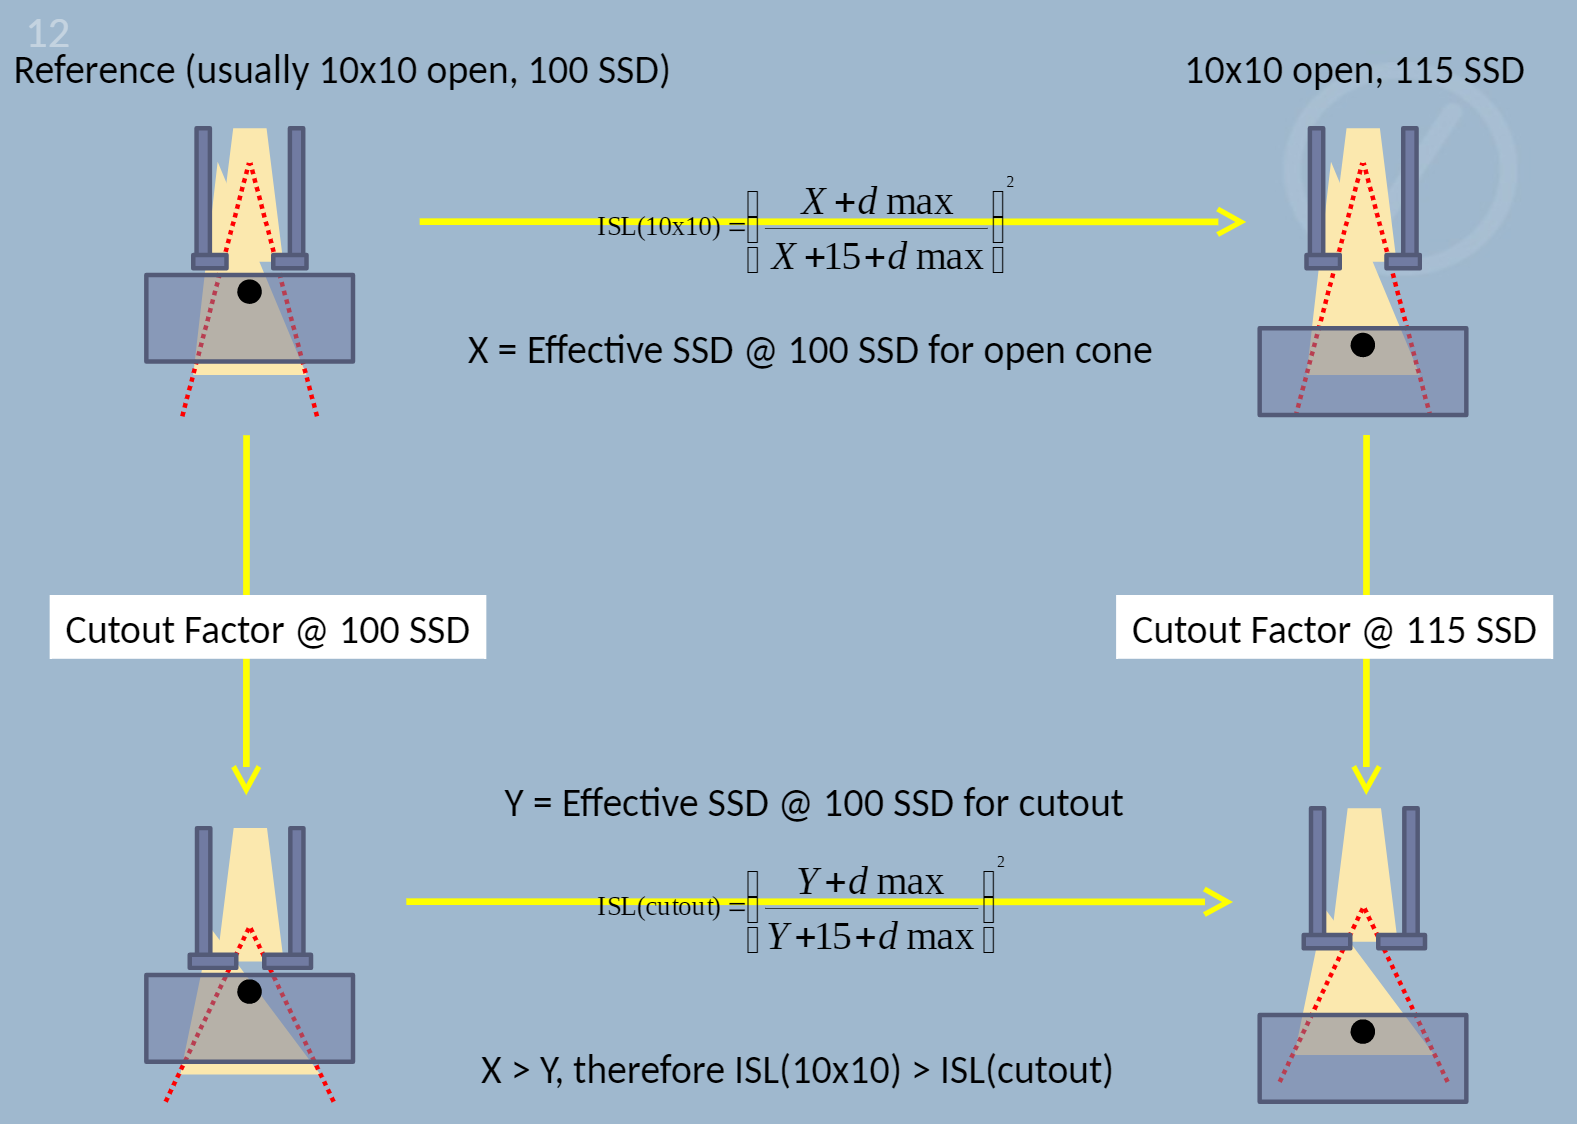 12
Reference (usually 10x10 open, 100 SSD)
10x10 open, 115 SSD
ISL(10x10) = (X + d max / X + 15 + d max)²
X = Effective SSD @ 100 SSD for open cone
Cutout Factor @ 100 SSD
Cutout Factor @ 115 SSD
Y = Effective SSD @ 100 SSD for cutout
ISL(cutout) = (Y + d max / Y + 15 + d max)²
X > Y, therefore ISL(10x10) > ISL(cutout)